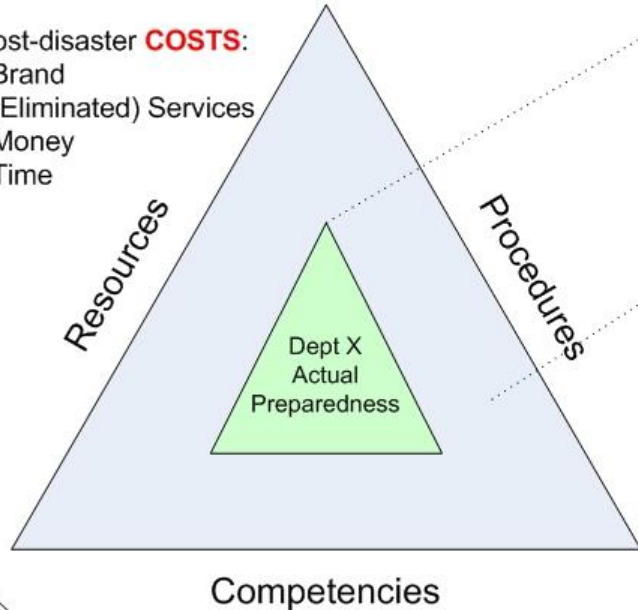 ost-disaster COSTS:
Brand
(Eliminated) Services
Money
Time
Resources
Procedures
Dept X
Actual
Preparedness
Competencies